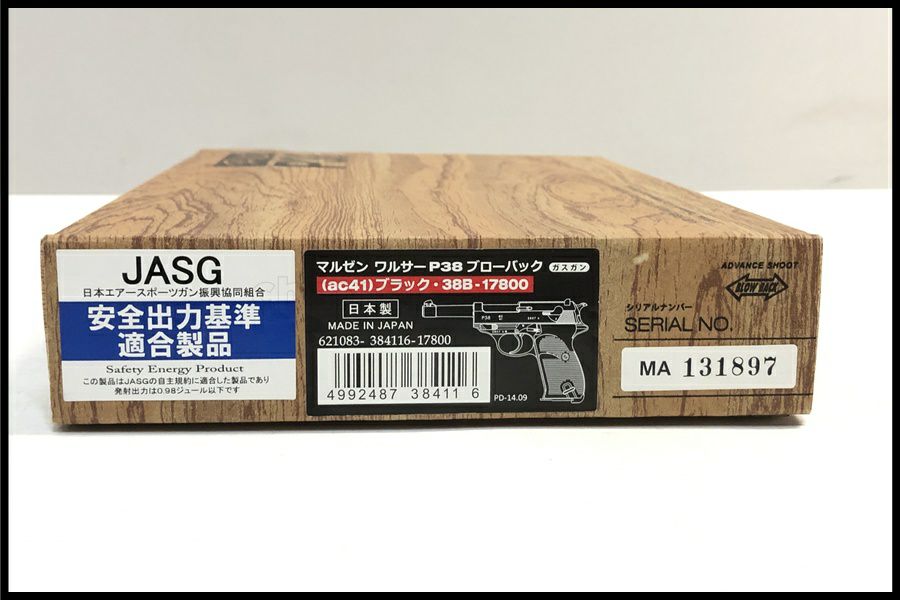 JASG
日本エアースポーツガン振興協同組合
安全出力基準
適合製品
Safety Energy Product
この製品はJASGの自主規約に適合した製品であり
発射出力は0.98ジュール以下です
マルゼン ワルサーP38 ブローバック ガスガン
(ac41)ブラック・38B-17800
日本製
MADE IN JAPAN
621083- 384116-17800
4 992487 384116
P38
PD-14.09
ADVANCE SHOOT
BLOW BACK
シリアルナンバー
SERIAL NO.
MA 131897